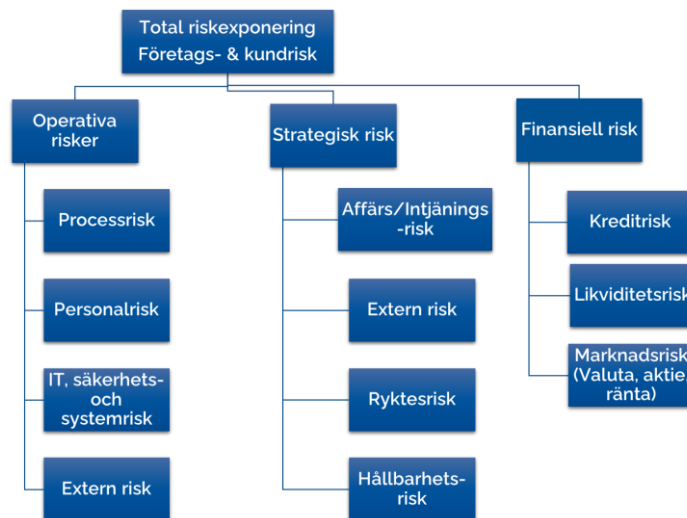 Total riskexponering
Företags- & kundrisk
Operativa
risker
Strategisk risk
Finansiell risk
Processrisk
Personalrisk
IT, säkerhets-
och
systemrisk
Extern risk
Affärs/Intjänings
-risk
Extern risk
Ryktesrisk
Hållbarhets-
risk
Kreditrisk
Likviditetsrisk
Marknadsrisk
(Valuta, aktie,
ränta)